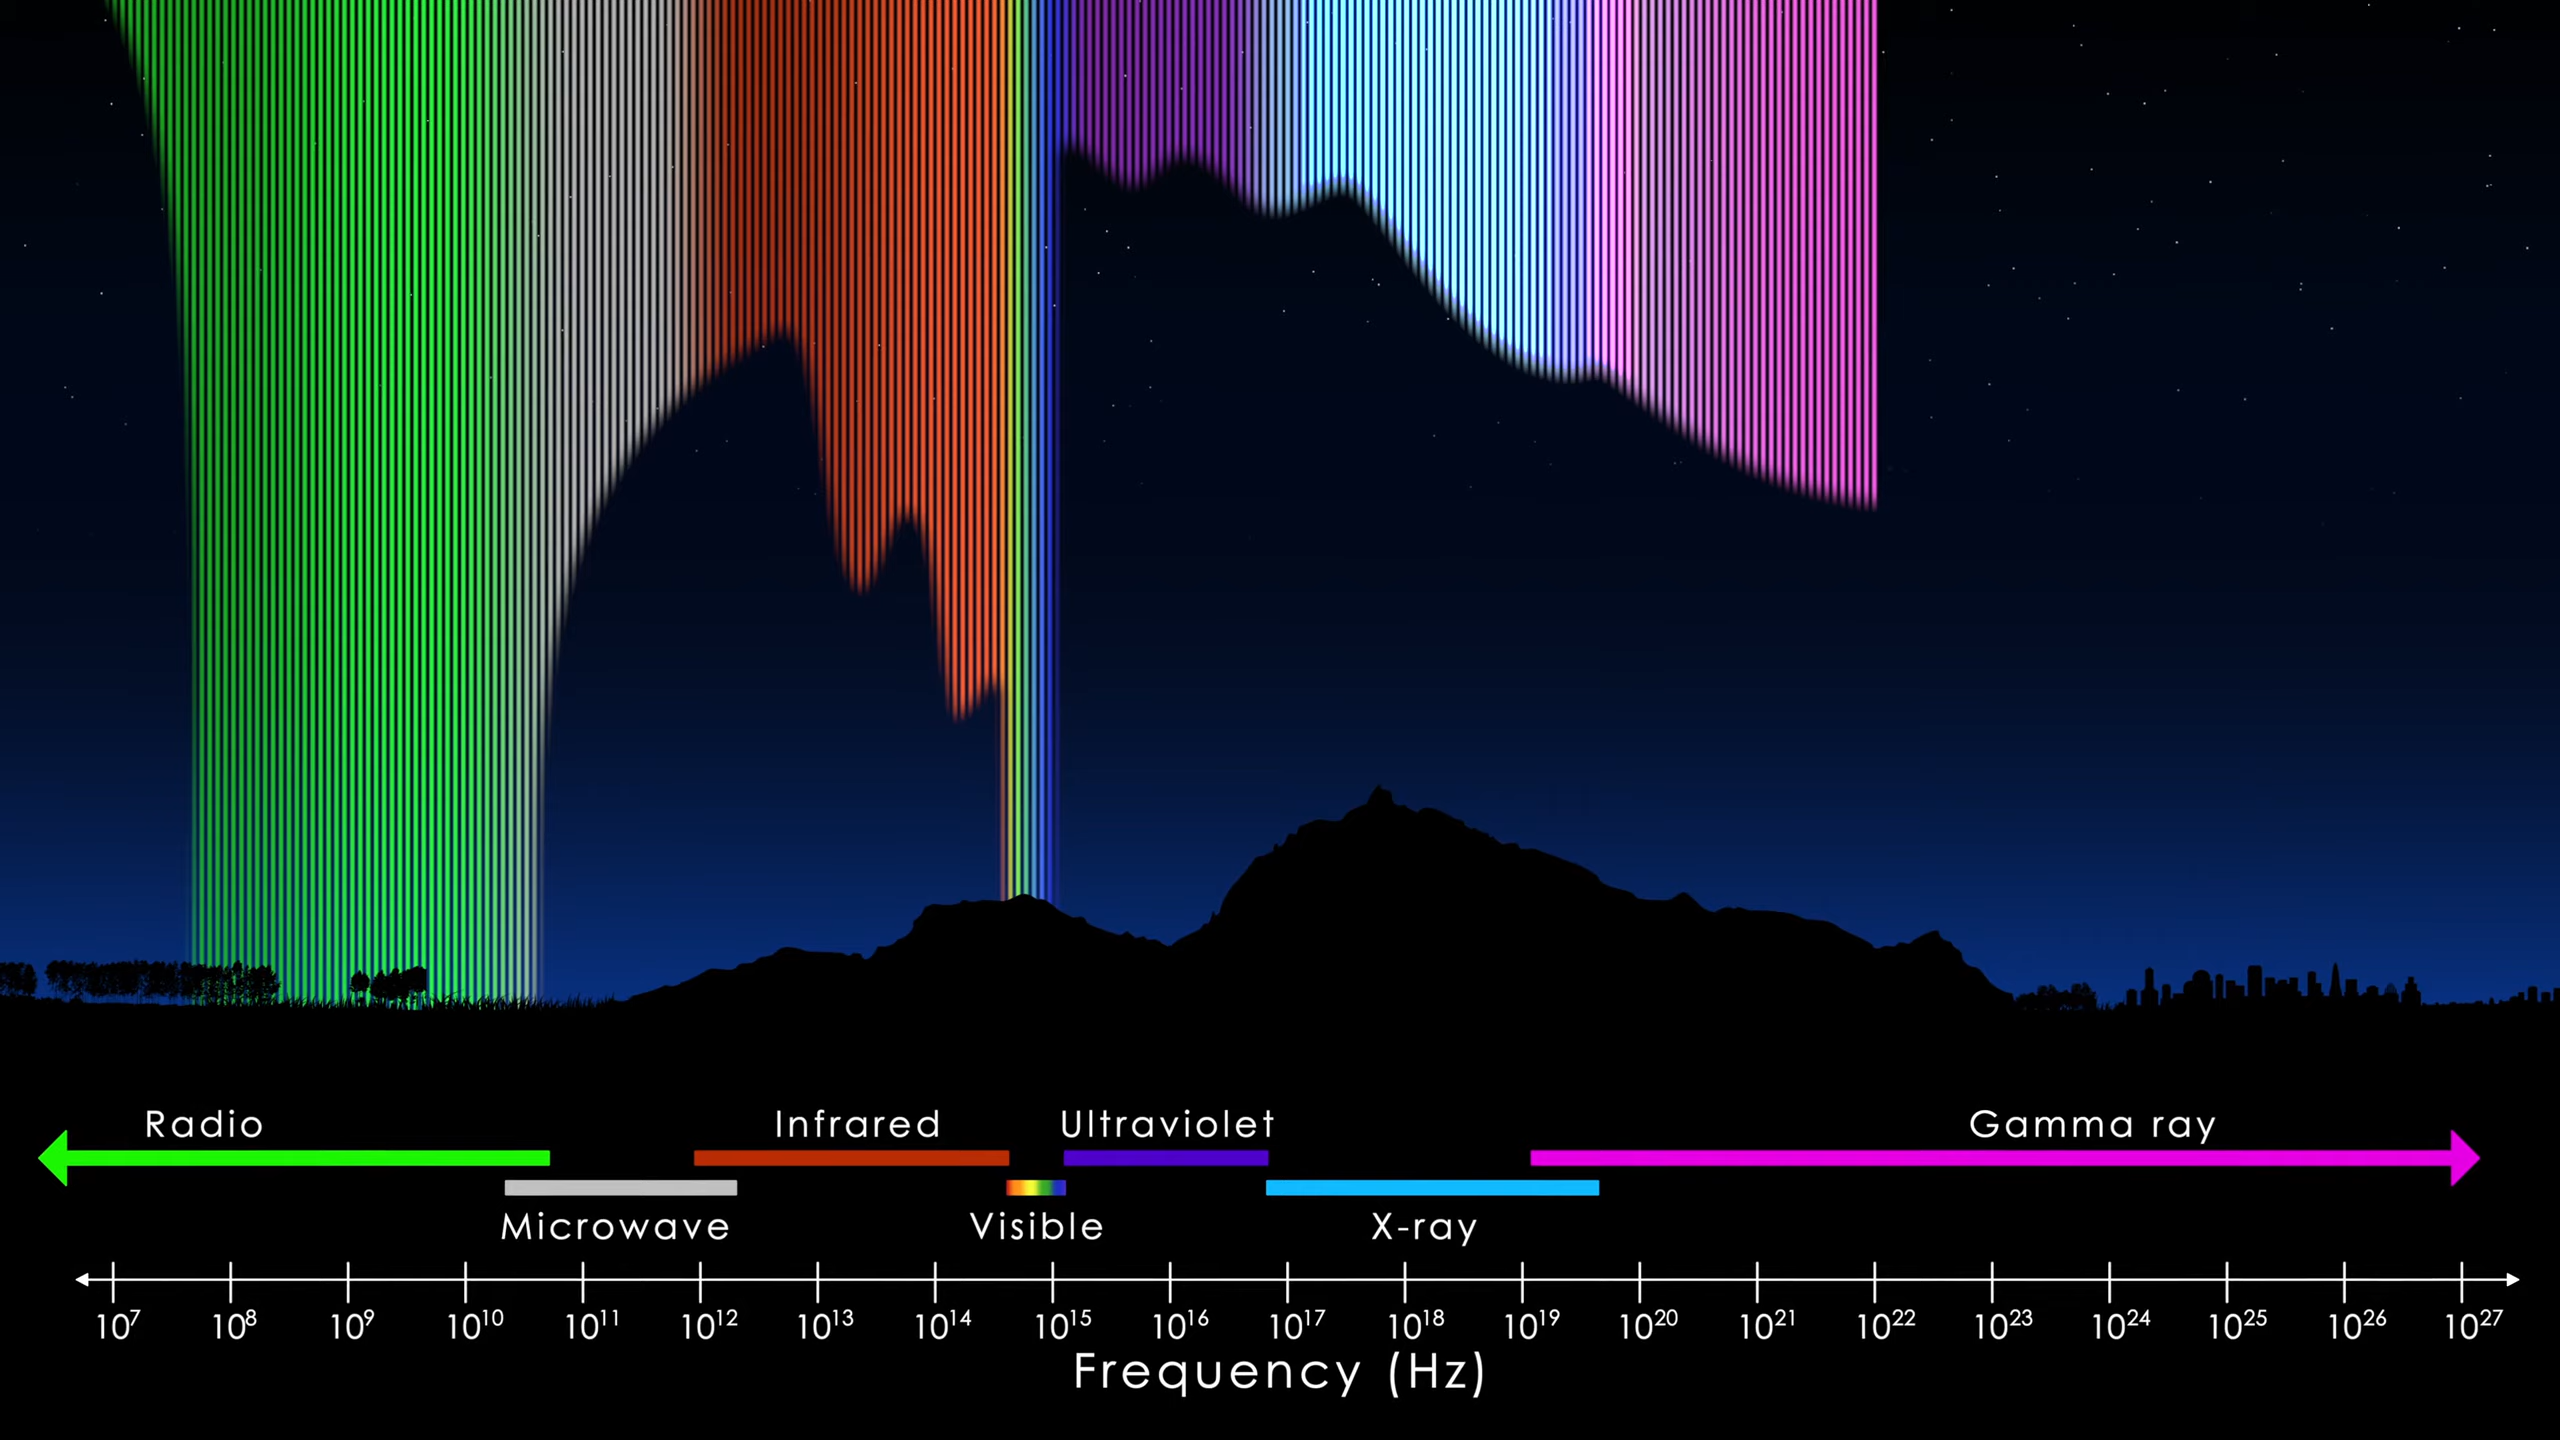 Radio Infrared Ultraviolet Gamma ray
Microwave Visible X-ray
10⁷ 10⁸ 10⁹ 10¹⁰ 10¹¹ 10¹² 10¹³ 10¹⁴ 10¹⁵ 10¹⁶ 10¹⁷ 10¹⁸ 10¹⁹ 10²⁰ 10²¹ 10²² 10²³ 10²⁴ 10²⁵ 10²⁶ 10²⁷
Frequency (Hz)